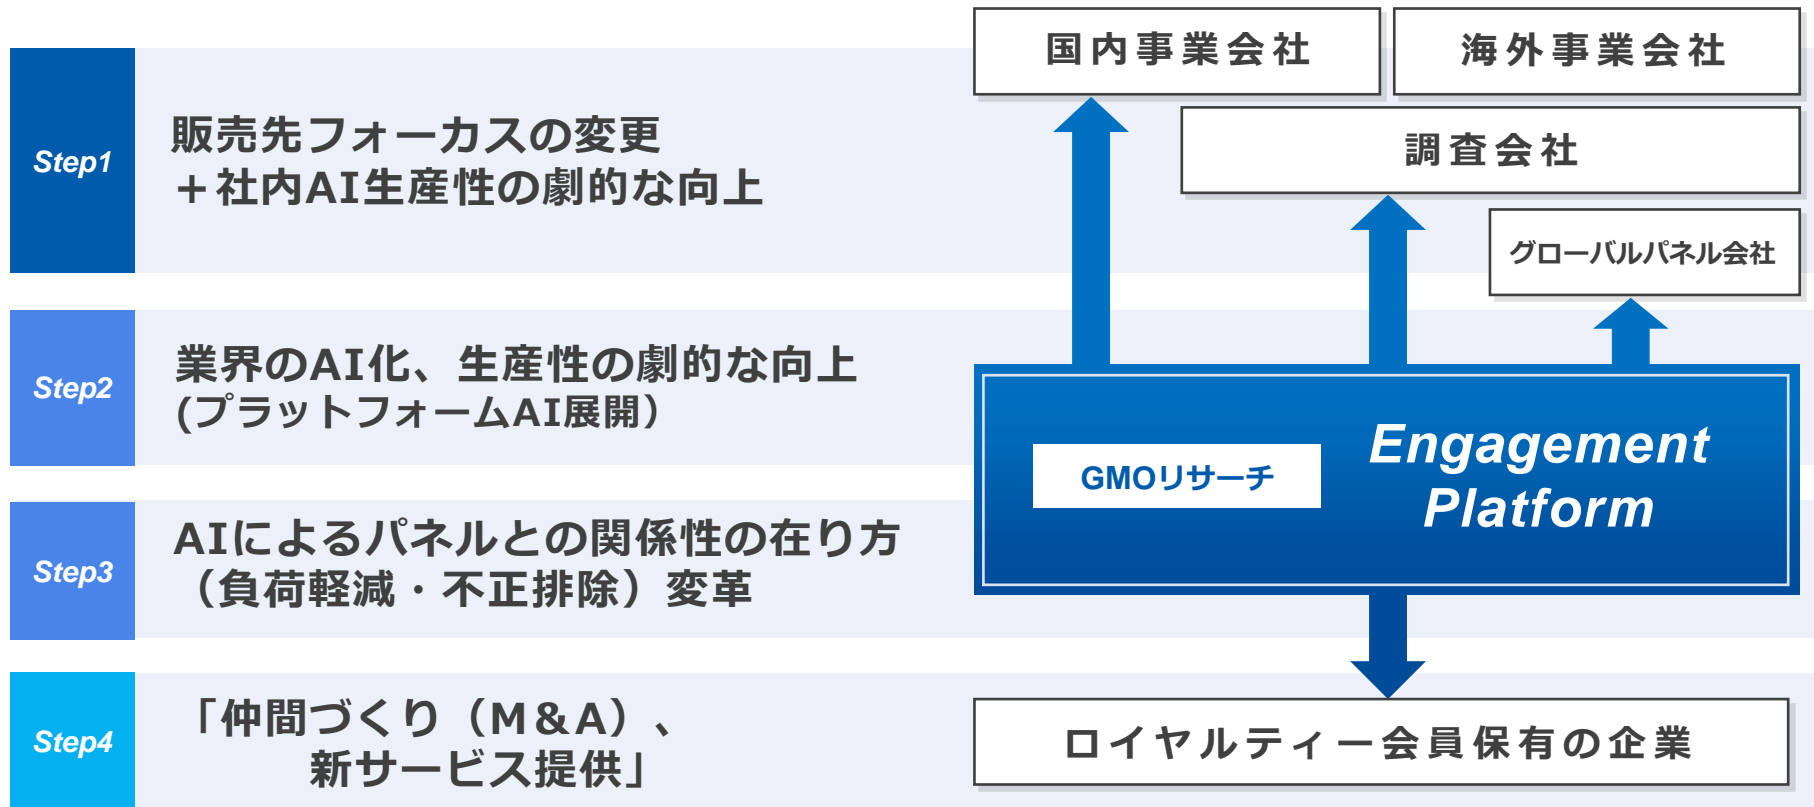 Step1
販売先フォーカスの変更
＋社内AI生産性の劇的な向上
Step2
業界のAI化、生産性の劇的な向上
(プラットフォームAI展開）
Step3
AIによるパネルとの関係性の在り方
（負荷軽減・不正排除）変革
Step4
「仲間づくり（M＆A）、
新サービス提供」
国内事業会社
海外事業会社
調査会社
グローバルパネル会社
GMOリサーチ
Engagement
Platform
ロイヤルティー会員保有の企業